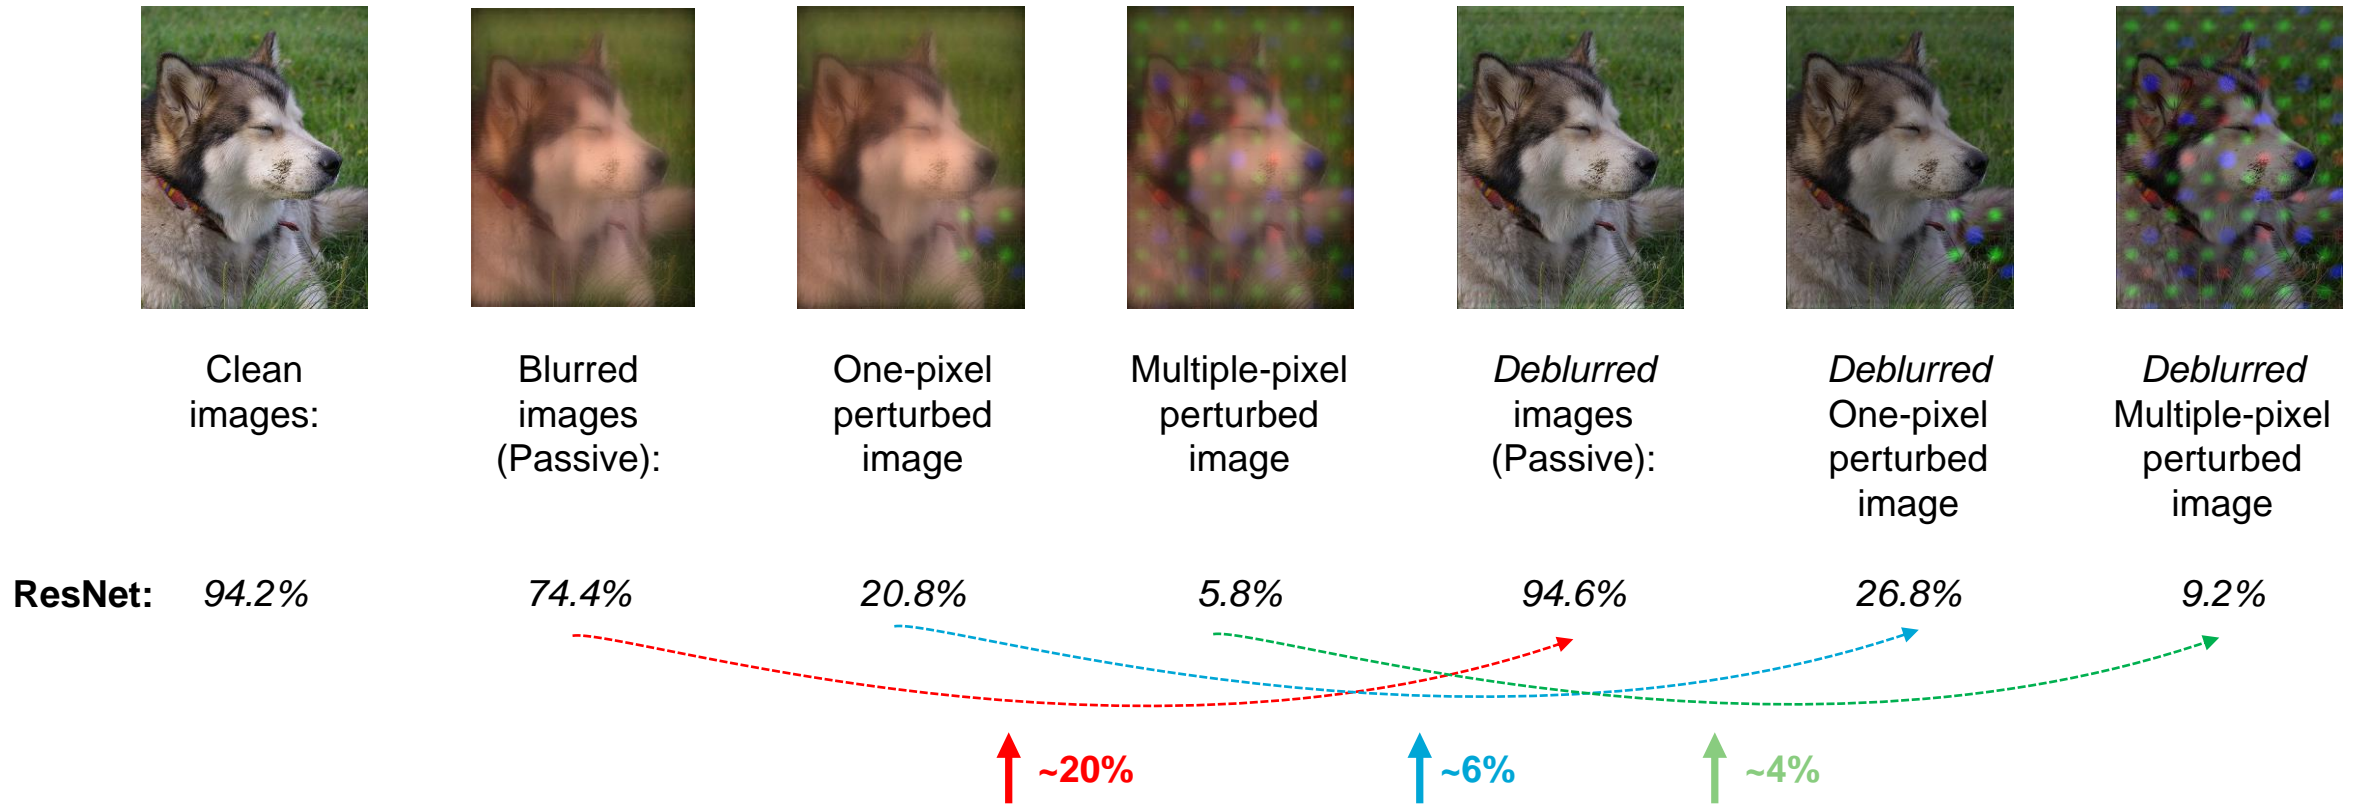 Clean
images:
Blurred
images
(Passive):
One-pixel
perturbed
image
Multiple-pixel
perturbed
image
Deblurred
images
(Passive):
Deblurred
One-pixel
perturbed
image
Deblurred
Multiple-pixel
perturbed
image
ResNet: 94.2% 74.4% 20.8% 5.8% 94.6% 26.8% 9.2%
~20% ~6% ~4%